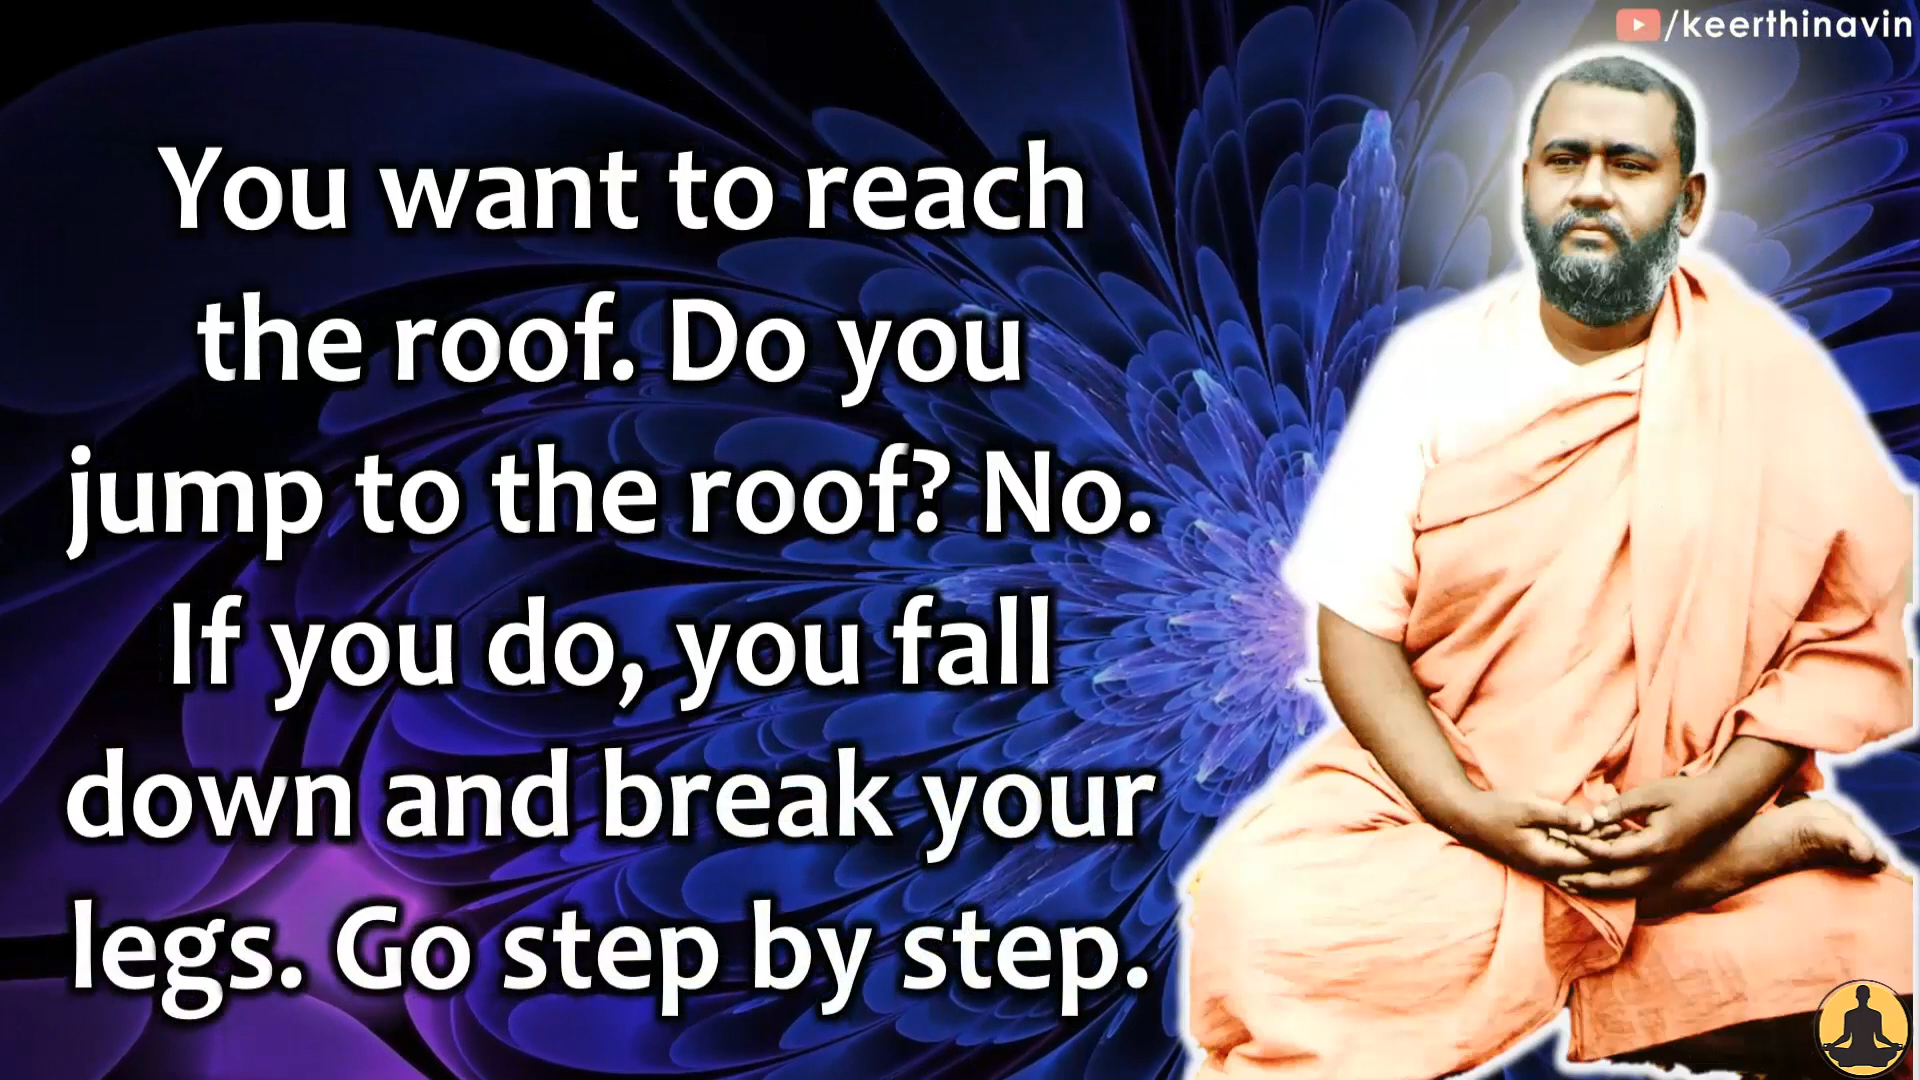 /keerthinavin
You want to reach
the roof. Do you
jump to the roof? No.
If you do, you fall
down and break your
legs. Go step by step.